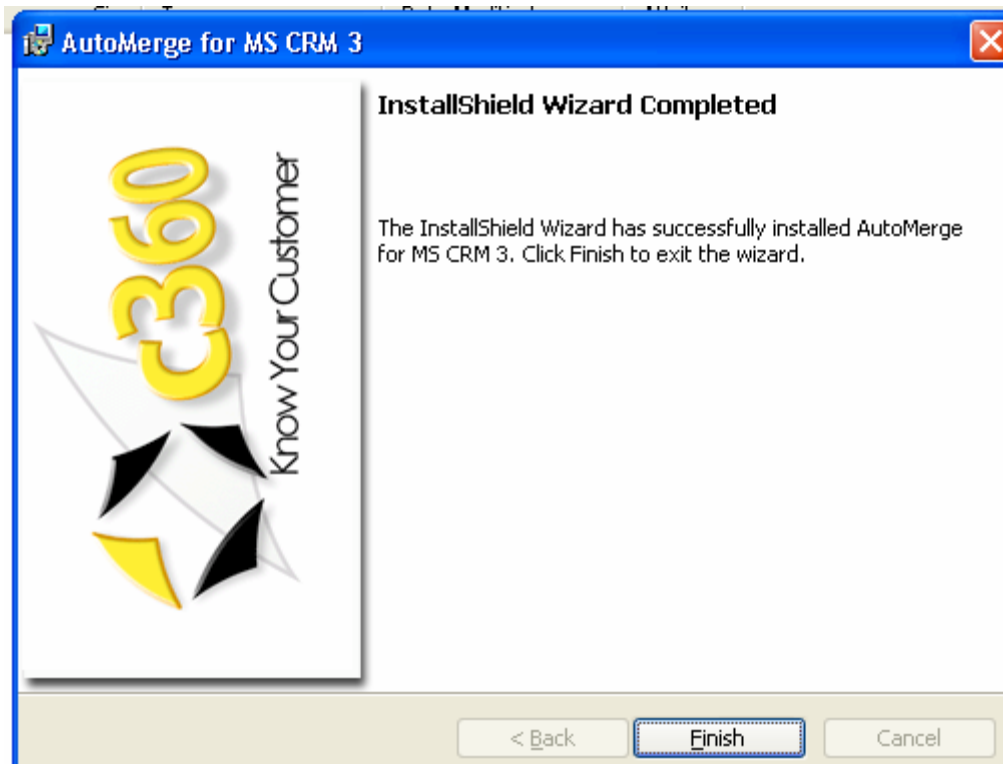 AutoMerge for MS CRM 3
InstallShield Wizard Completed
The InstallShield Wizard has successfully installed AutoMerge
for MS CRM 3. Click Finish to exit the wizard.
c360
Know Your Customer
< Back
Finish
Cancel